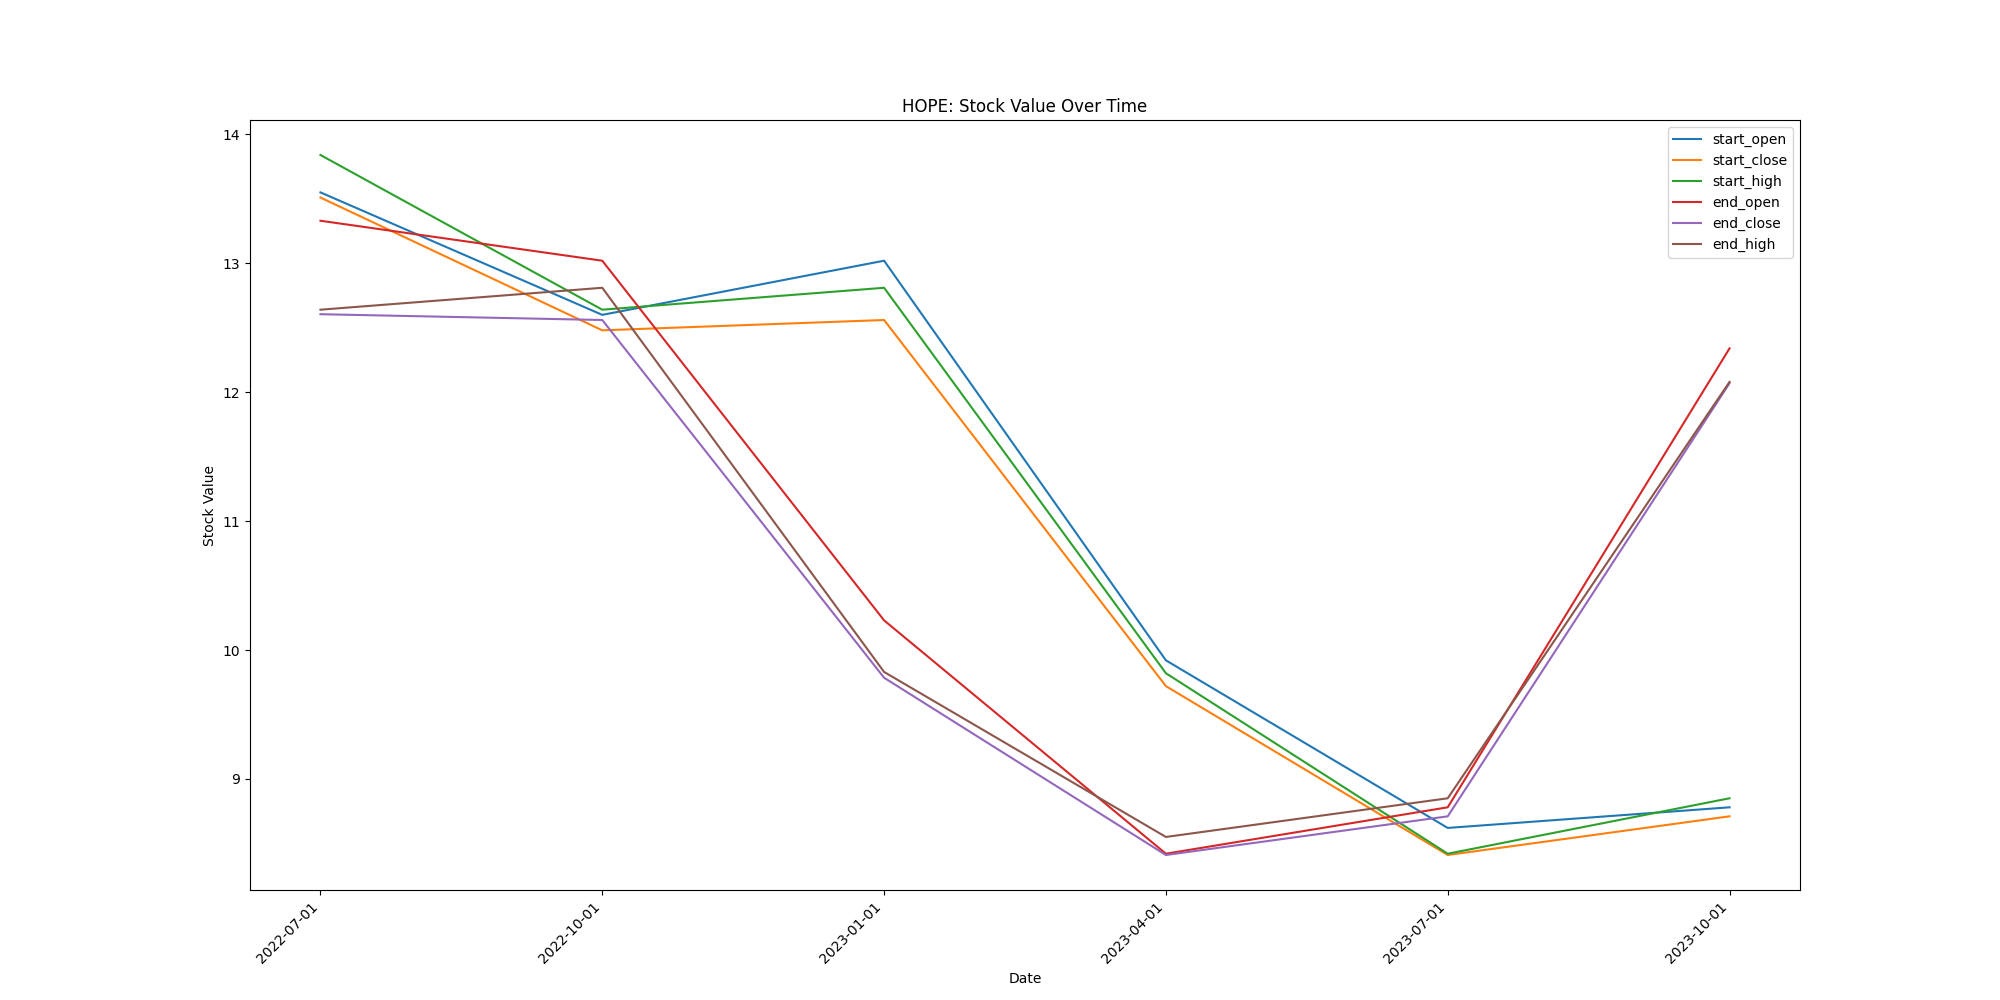 HOPE: Stock Value Over Time
start_open
start_close
start_high
end_open
end_close
end_high
14
13
12
11
10
9
Stock Value
2022-07-01
2022-10-01
2023-01-01
2023-04-01
2023-07-01
2023-10-01
Date